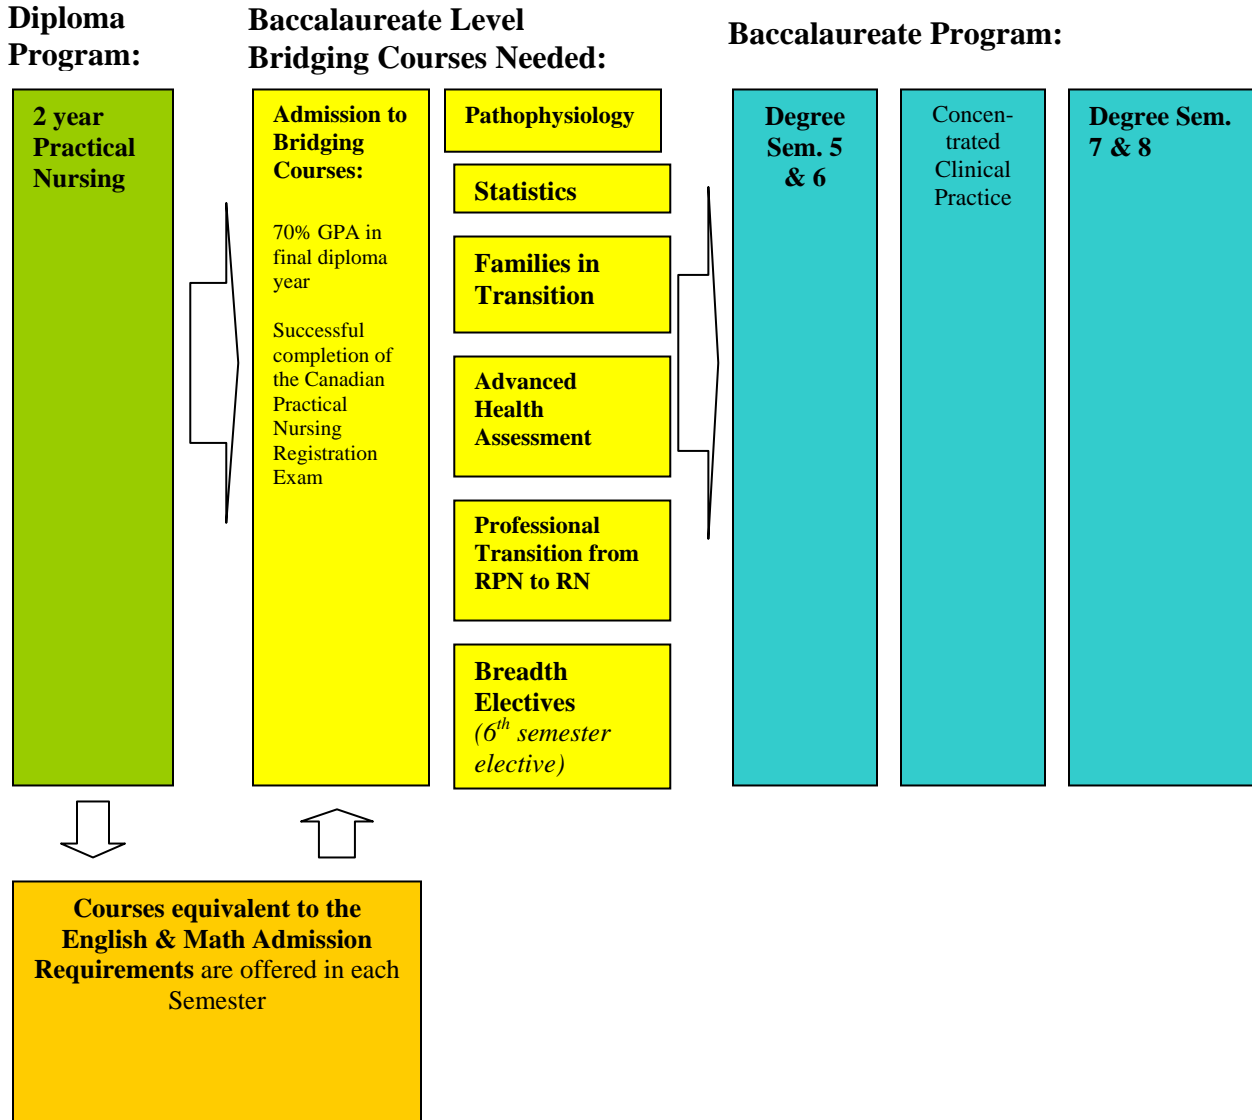 Diploma
Program:
Baccalaureate Level
Bridging Courses Needed:
Baccalaureate Program:
2 year
Practical
Nursing
Admission to
Bridging
Courses:
70% GPA in
final diploma
year
Successful
completion of
the Canadian
Practical
Nursing
Registration
Exam
Pathophysiology
Statistics
Families in
Transition
Advanced
Health
Assessment
Professional
Transition from
RPN to RN
Breadth
Electives
(6th semester
elective)
Degree
Sem. 5
& 6
Concen-
trated
Clinical
Practice
Degree Sem.
7 & 8
Courses equivalent to the
English & Math Admission
Requirements are offered in each
Semester